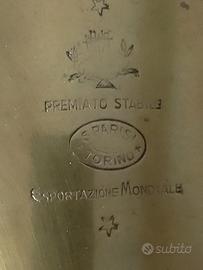 PREMIATO STABILE
S. PARISI
TORINO
ESPORTAZIONE MONDIALE
subito